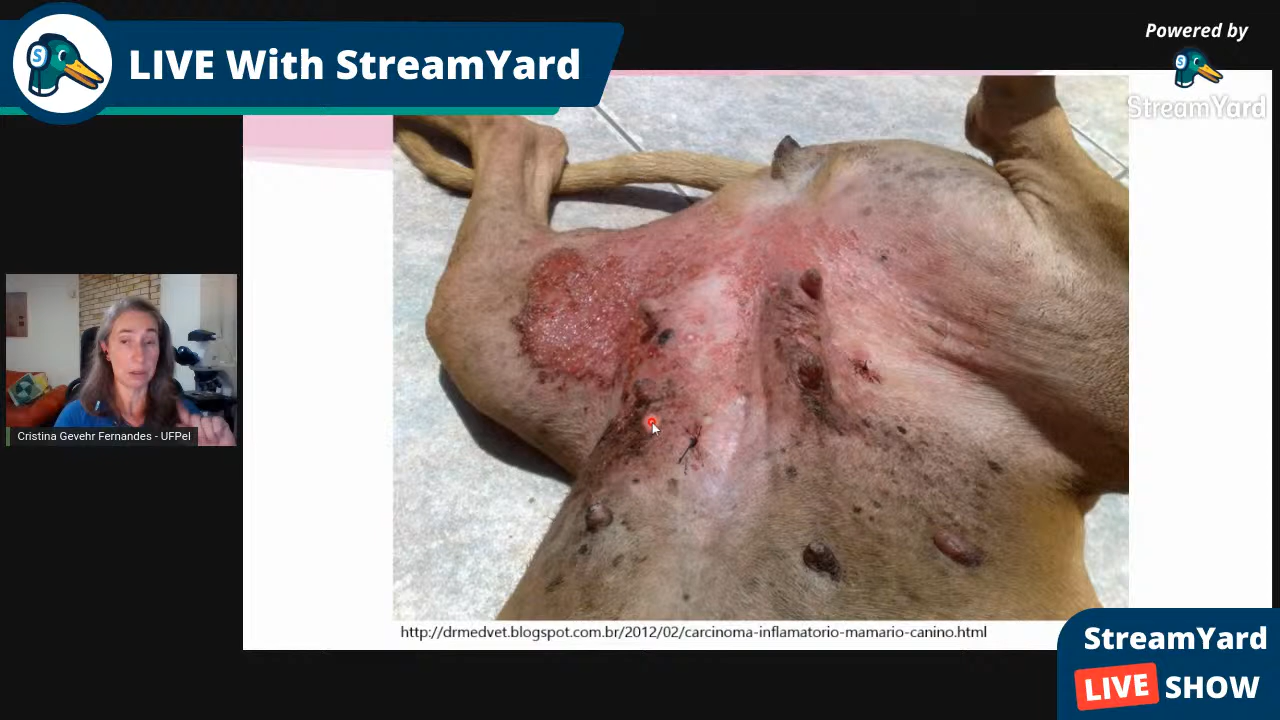 LIVE With StreamYard
Powered by
StreamYard
S
S
Cristina Gevehr Fernandes - UFPel
http://drmedvet.blogspot.com.br/2012/02/carcinoma-inflamatorio-mamario-canino.html
StreamYard
LIVE SHOW